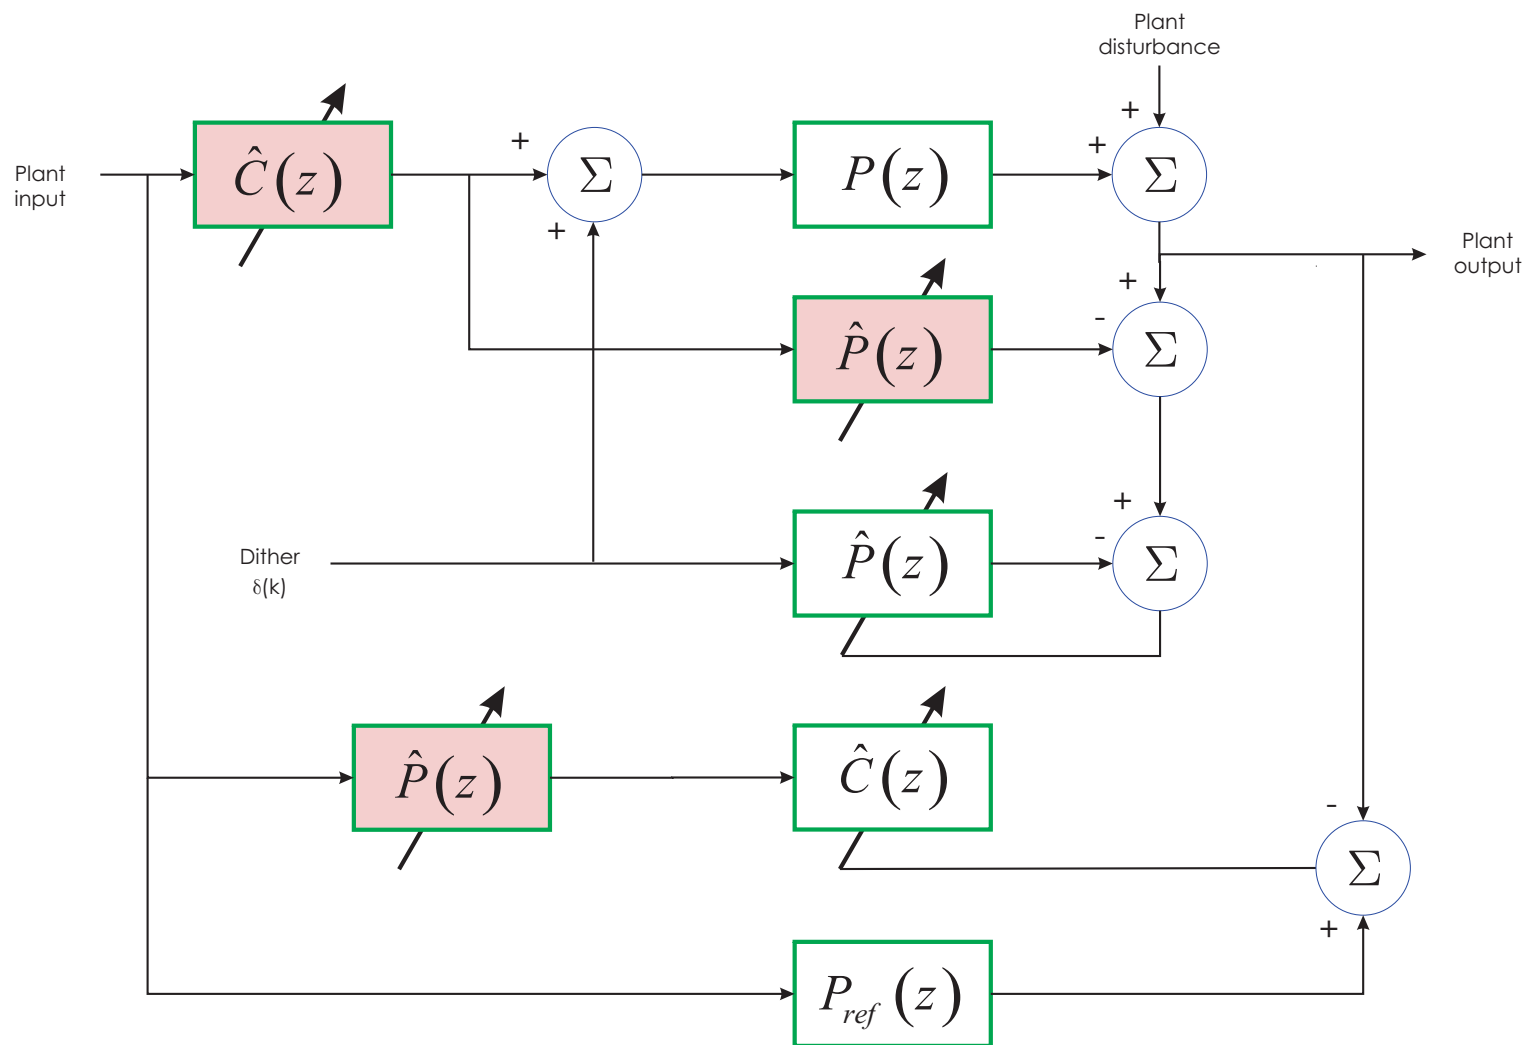 Plant
disturbance
+
+ + 
Plant
input
Ĉ(z)
Σ
P(z)
Σ
+
Plant
output
+
-
P̂(z)
Σ
+
Dither
δ(k)
-
P̂(z)
Σ
P̂(z)
Ĉ(z)
-
Σ
+
P_ref(z)